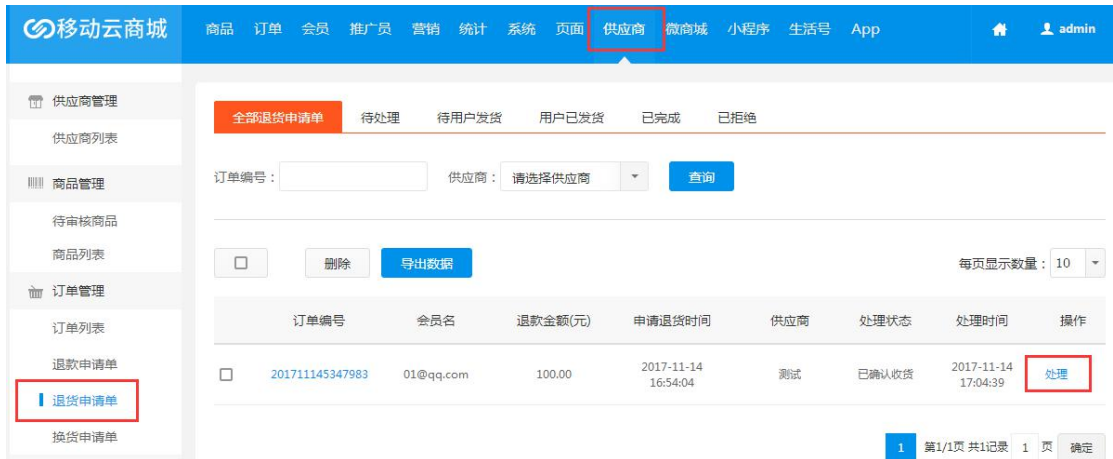 移动云商城 商品 订单 会员 推广员 营销 统计 系统 页面 供应商 微商城 小程序 生活号 App admin
供应商管理
供应商列表
商品管理
待审核商品
商品列表
订单管理
订单列表
退款申请单
退货申请单
换货申请单
全部退货申请单 待处理 待用户发货 用户已发货 已完成 已拒绝
订单编号： 供应商： 请选择供应商 查询
删除 导出数据 每页显示数量： 10
订单编号 会员名 退款金额(元) 申请退货时间 供应商 处理状态 处理时间 操作
201711145347983 01@qq.com 100.00 2017-11-14 16:54:04 测试 已确认收货 2017-11-14 17:04:39 处理
1 第1/1页 共1记录 1 页 确定